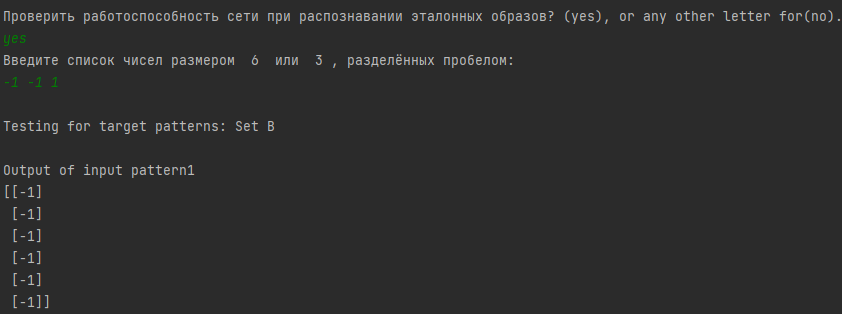 Проверить работоспособность сети при распознавании эталонных образов? (yes), or any other letter for(no).
yes
Введите список чисел размером  6  или  3 , разделённых пробелом:
-1 -1 1
Testing for target patterns: Set B
Output of input pattern1
[[-1]
 [-1]
 [-1]
 [-1]
 [-1]
 [-1]]